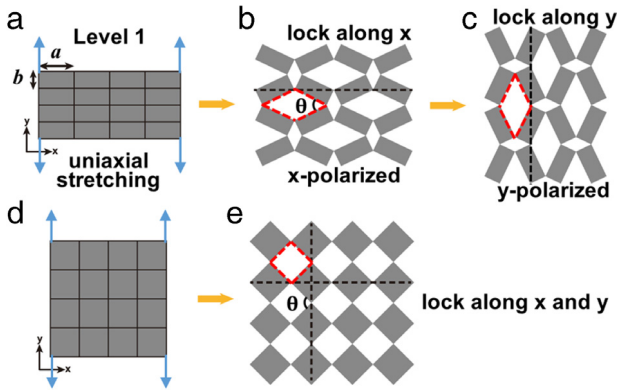 a
Level 1
a
b
y
x
uniaxial
stretching
b
lock along x
θ
x-polarized
c
lock along y
y-polarized
d
y
x
e
θ
lock along x and y